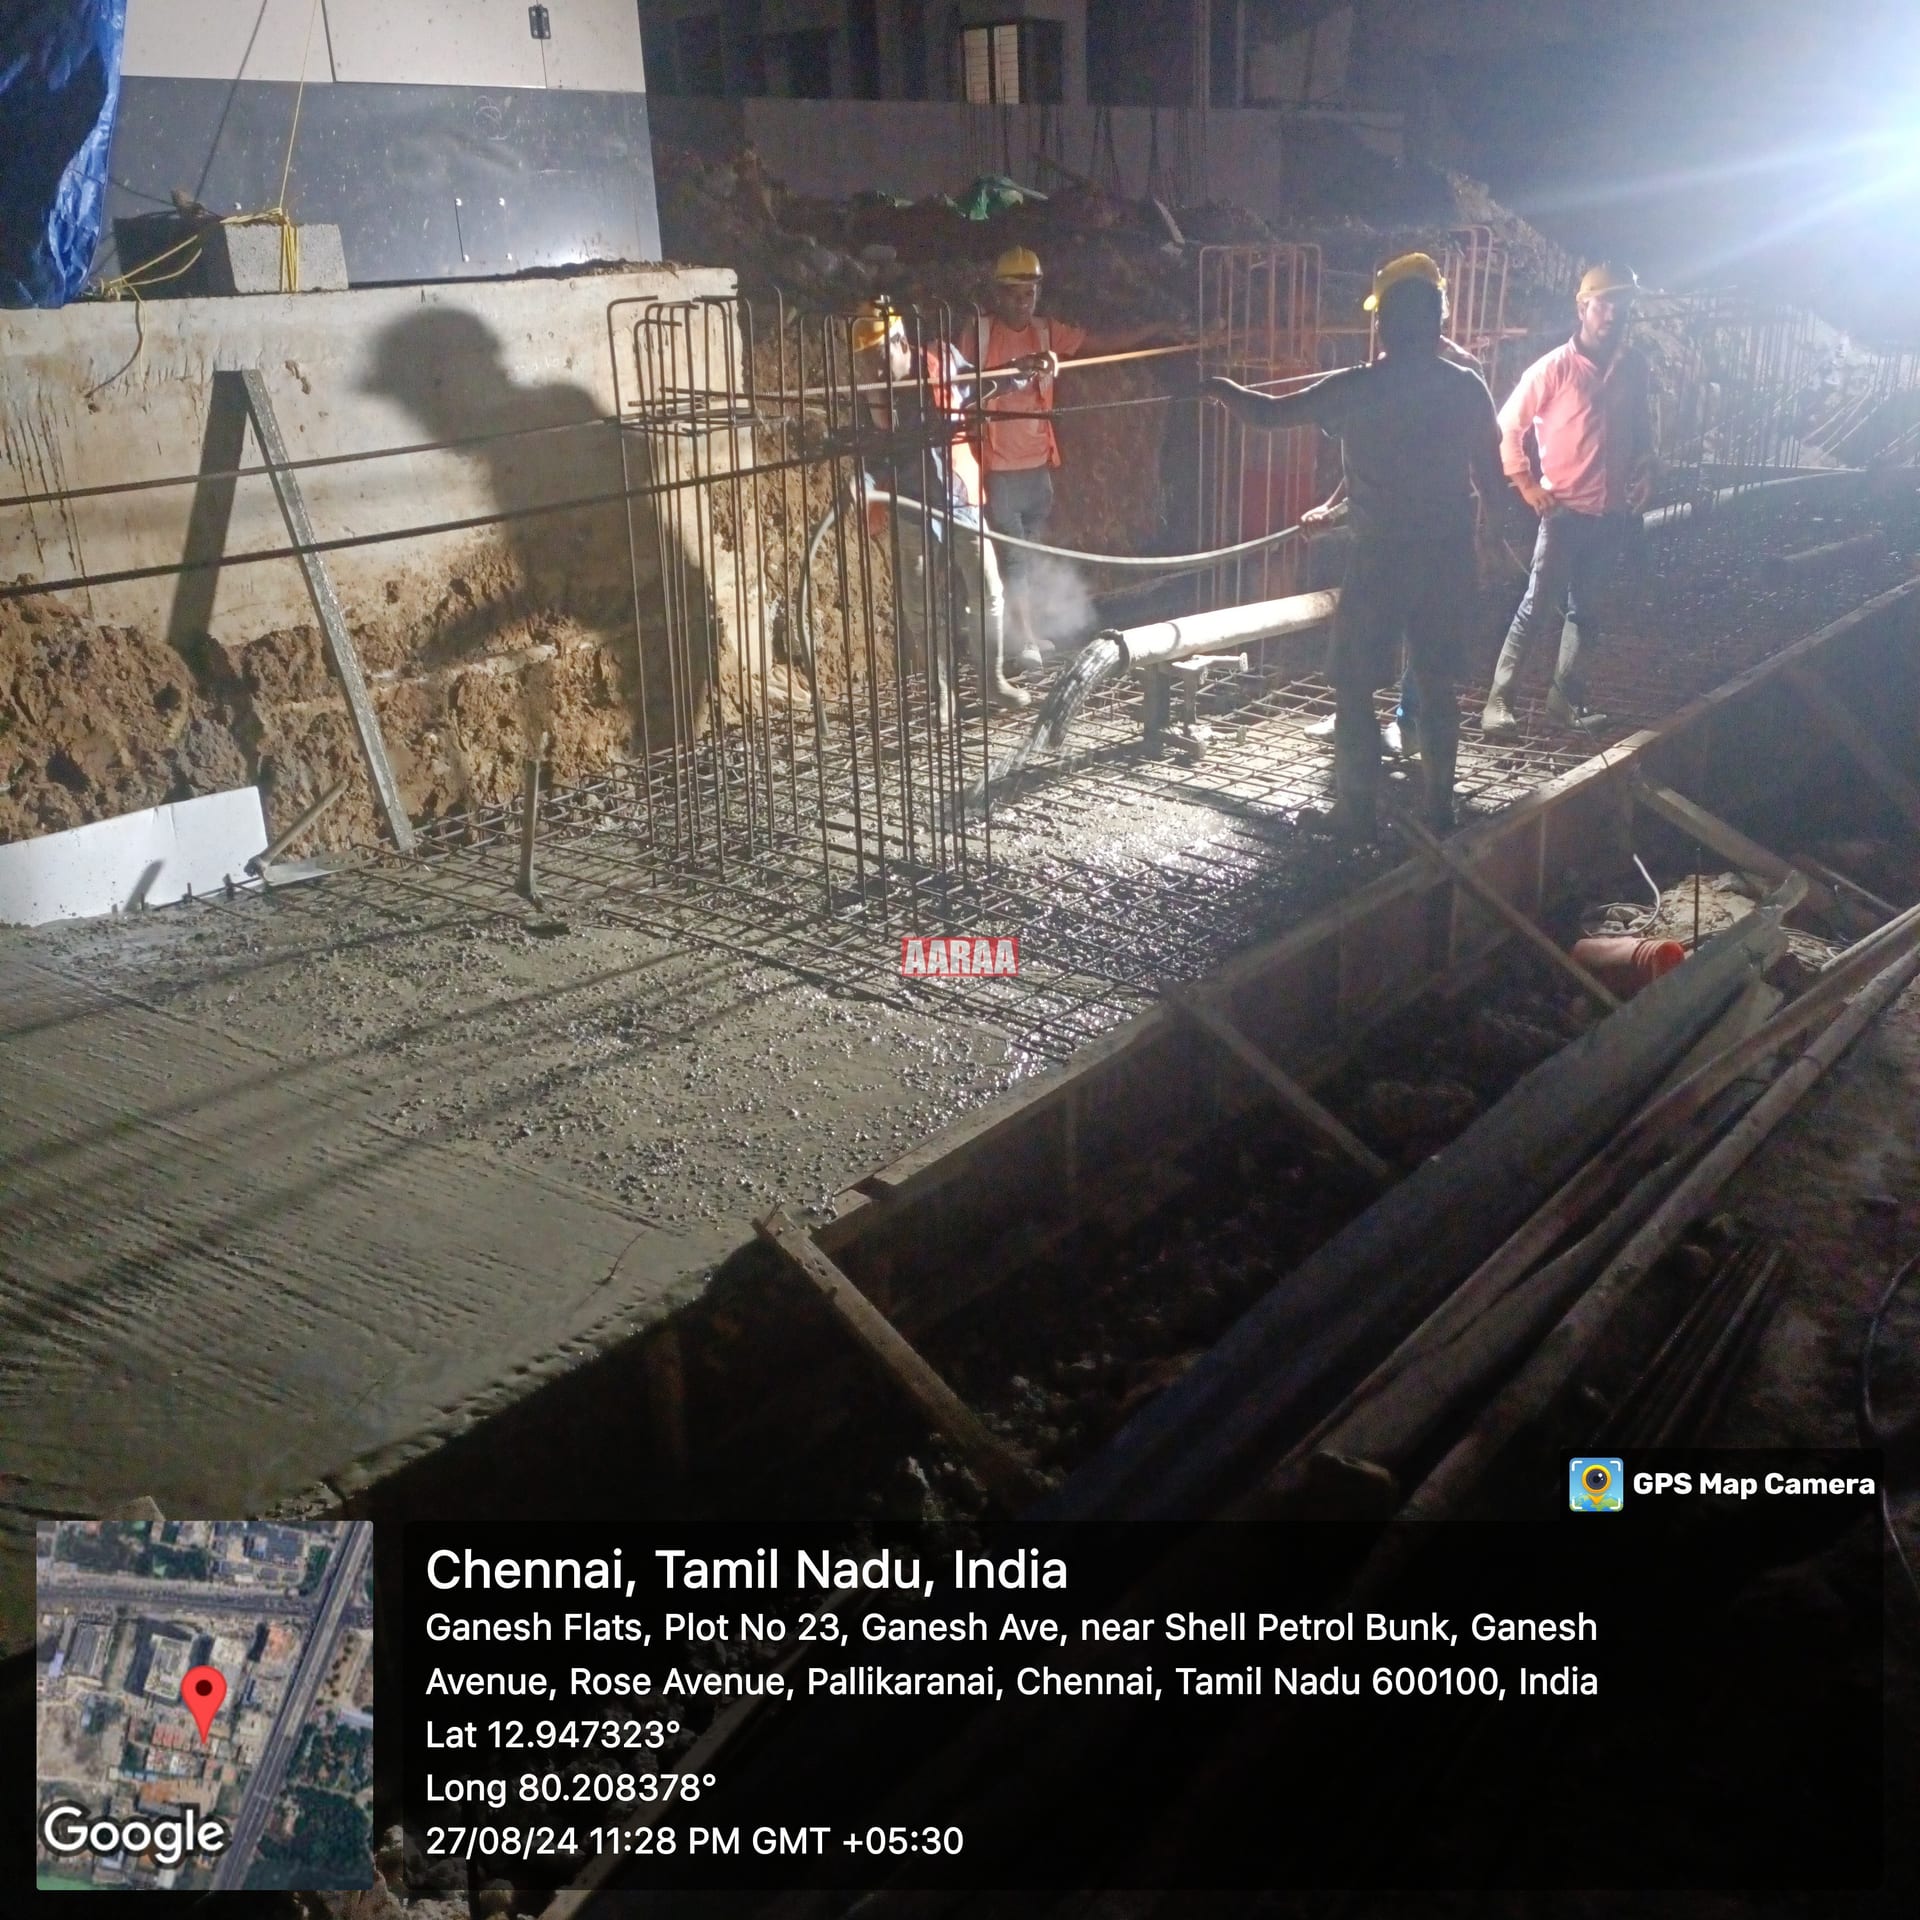 AARAA
GPS Map Camera
Chennai, Tamil Nadu, India
Ganesh Flats, Plot No 23, Ganesh Ave, near Shell Petrol Bunk, Ganesh
Avenue, Rose Avenue, Pallikaranai, Chennai, Tamil Nadu 600100, India
Lat 12.947323°
Long 80.208378°
27/08/24 11:28 PM GMT +05:30
Google